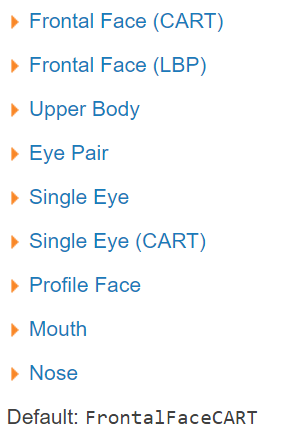 Frontal Face (CART)
Frontal Face (LBP)
Upper Body
Eye Pair
Single Eye
Single Eye (CART)
Profile Face
Mouth
Nose
Default: FrontalFaceCART